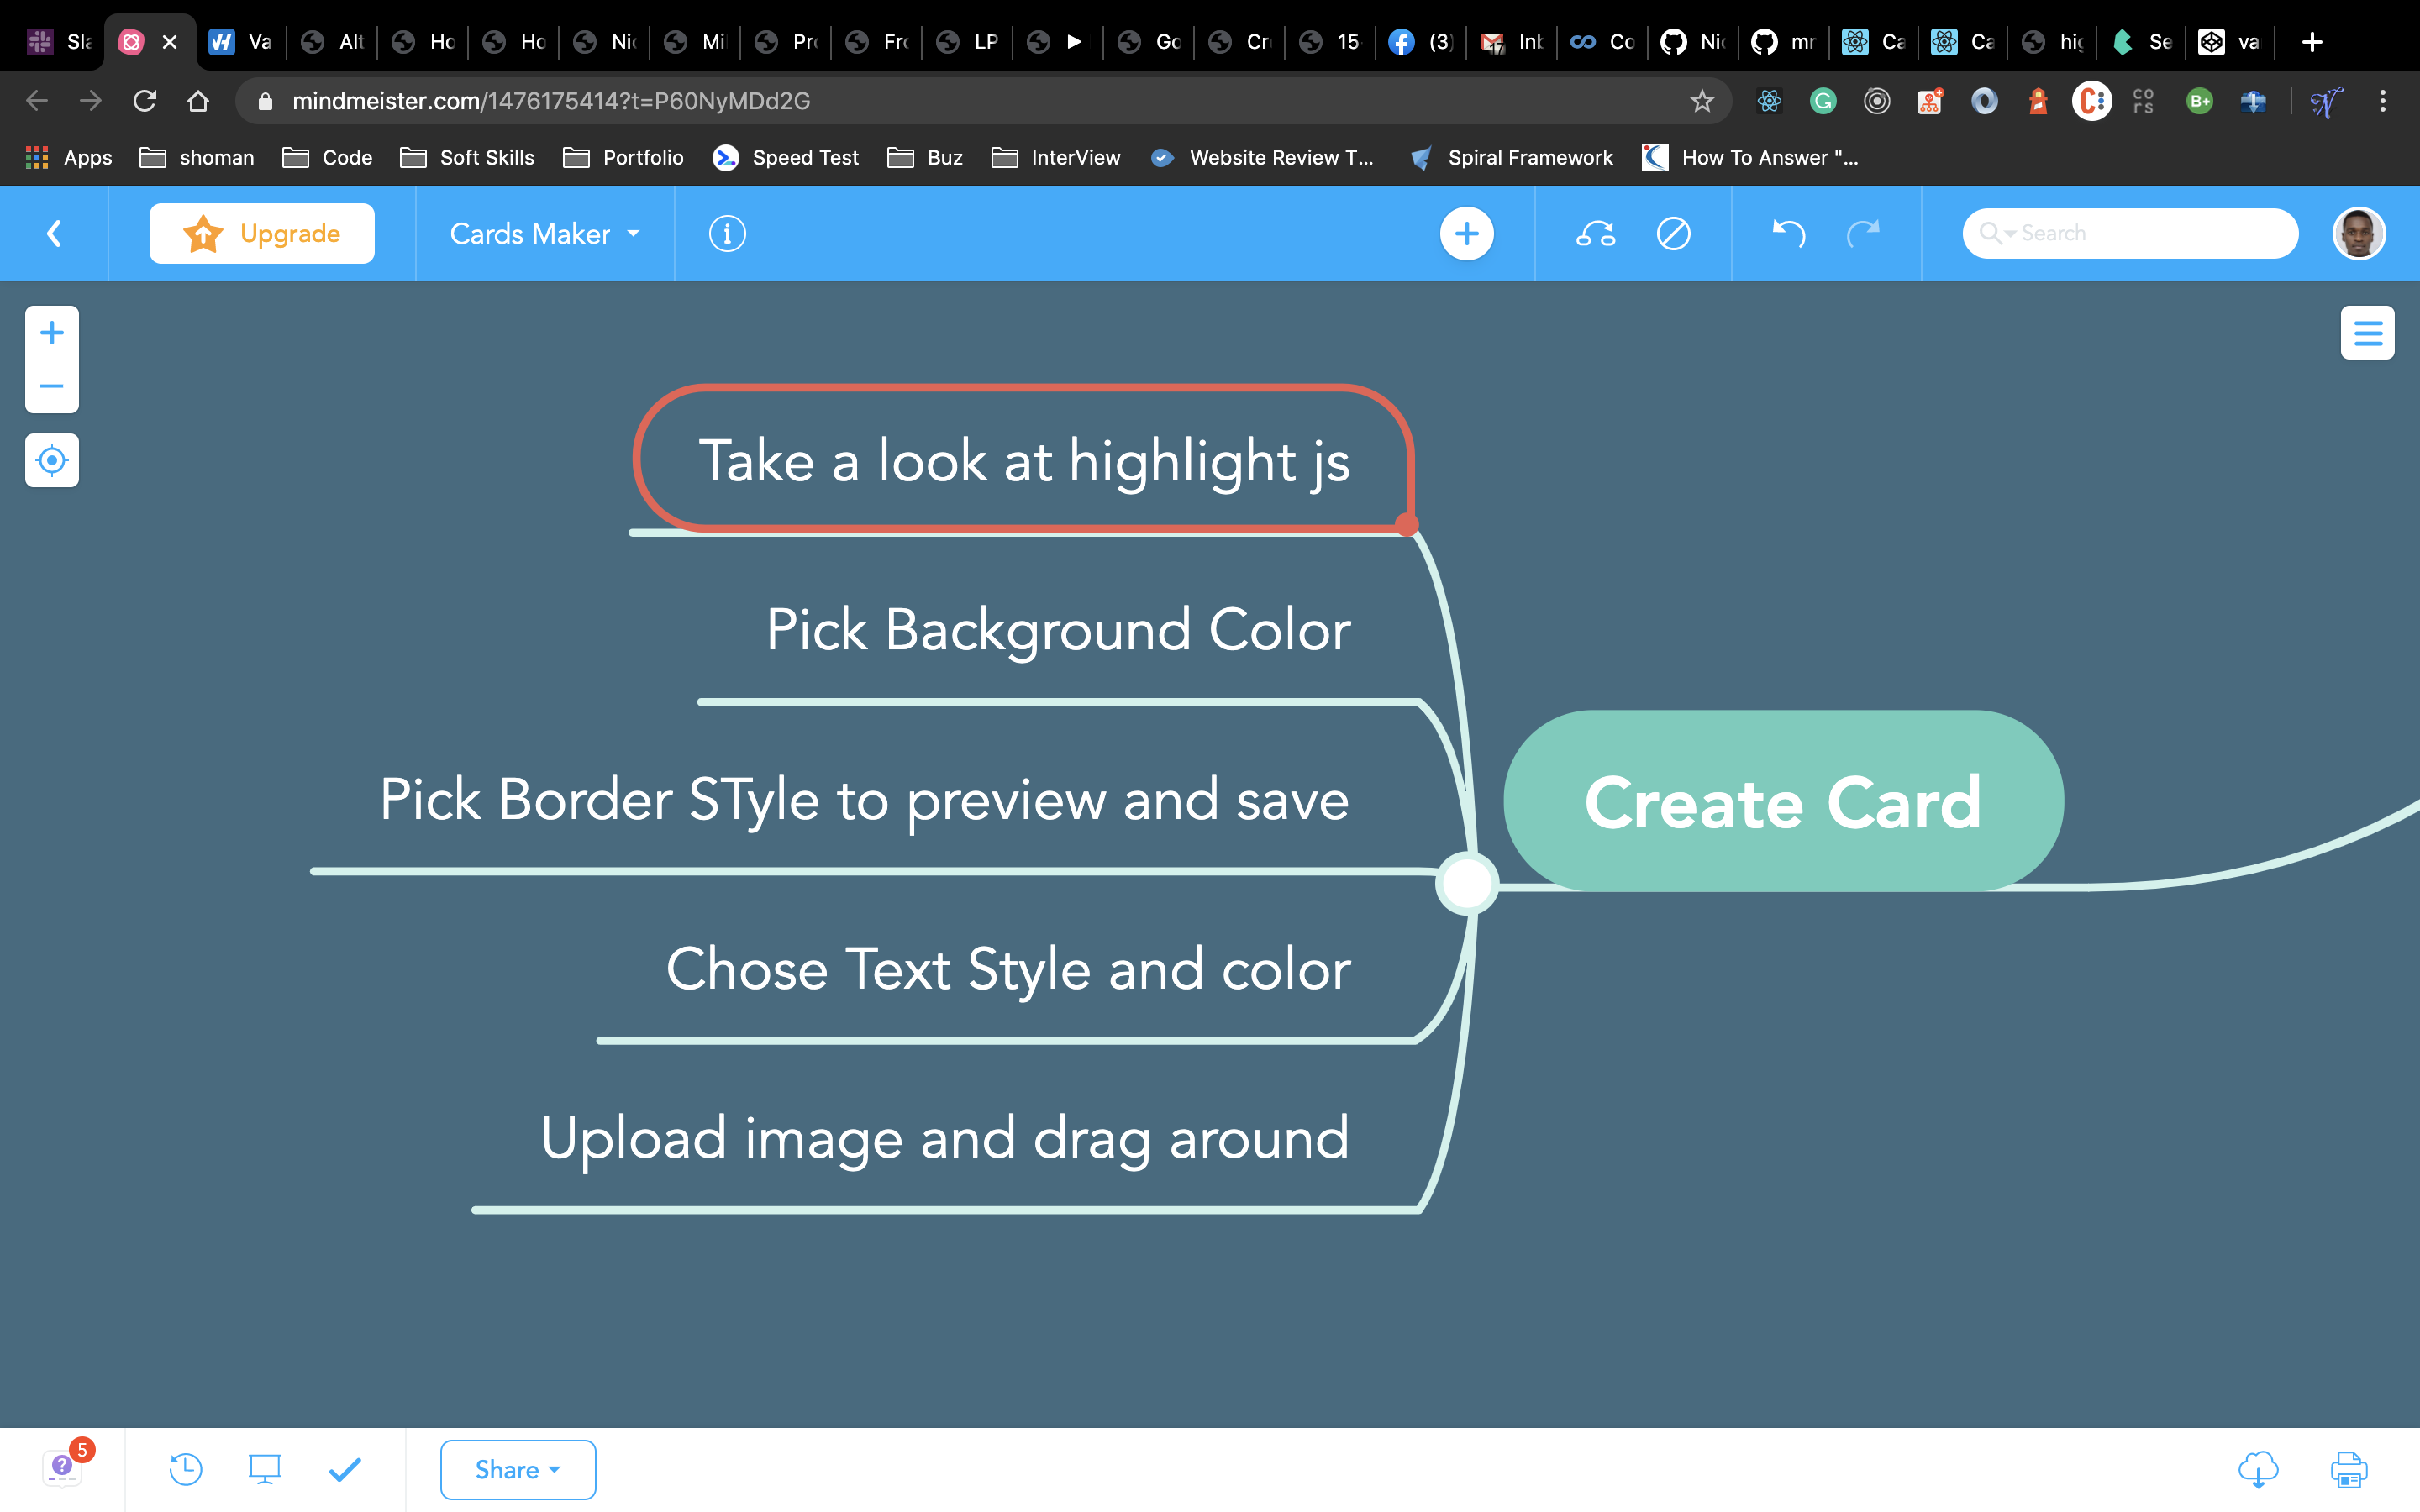 Sla Va Alt Ho Ho Nic Mi Pro Fro LP Go Cr 15 (3) Inb Co Nic mr Ca Ca hig Se va
mindmeister.com/1476175414?t=P60NyMDd2G
co
rs
B+
Apps shoman Code Soft Skills Portfolio Speed Test Buz InterView Website Review T... Spiral Framework How To Answer "...
Upgrade Cards Maker Search
Take a look at highlight js
Pick Background Color
Pick Border STyle to preview and save
Create Card
Chose Text Style and color
Upload image and drag around
5
Share